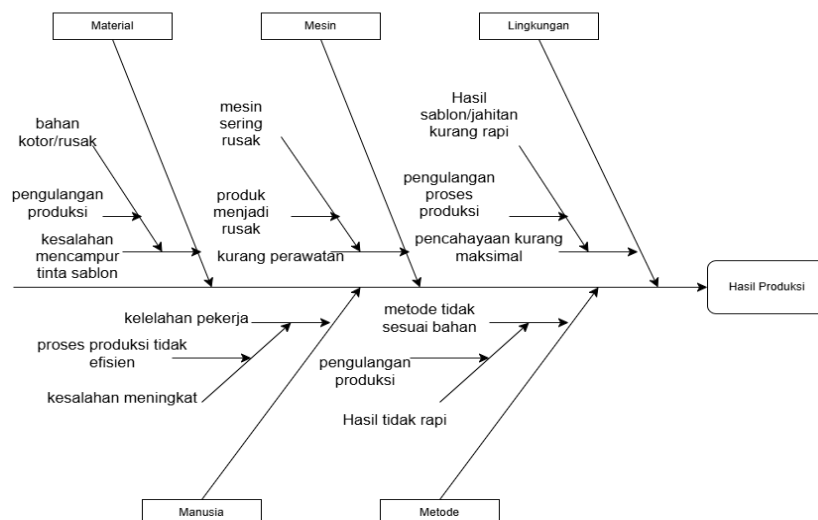 Material
Mesin
Lingkungan
bahan
kotor/rusak
pengulangan
produksi
kesalahan
mencampur
tinta sablon
mesin
sering
rusak
produk
menjadi
rusak
kurang perawatan
Hasil
sablon/jahitan
kurang rapi
pengulangan
proses
produksi
pencahayaan kurang
maksimal
Hasil Produksi
kelelahan pekerja
proses produksi tidak
efisien
kesalahan meningkat
metode tidak
sesuai bahan
pengulangan
produksi
Hasil tidak rapi
Manusia
Metode